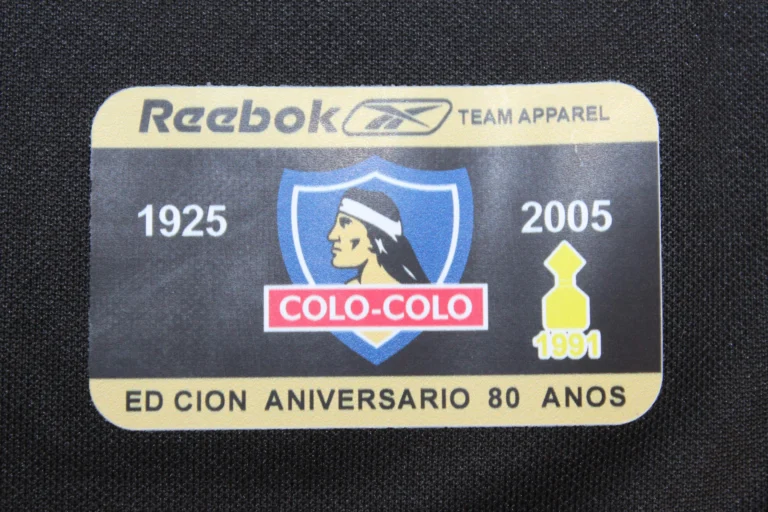 Reebok TEAM APPAREL
1925
2005
COLO-COLO
1991
ED CION ANIVERSARIO 80 ANOS